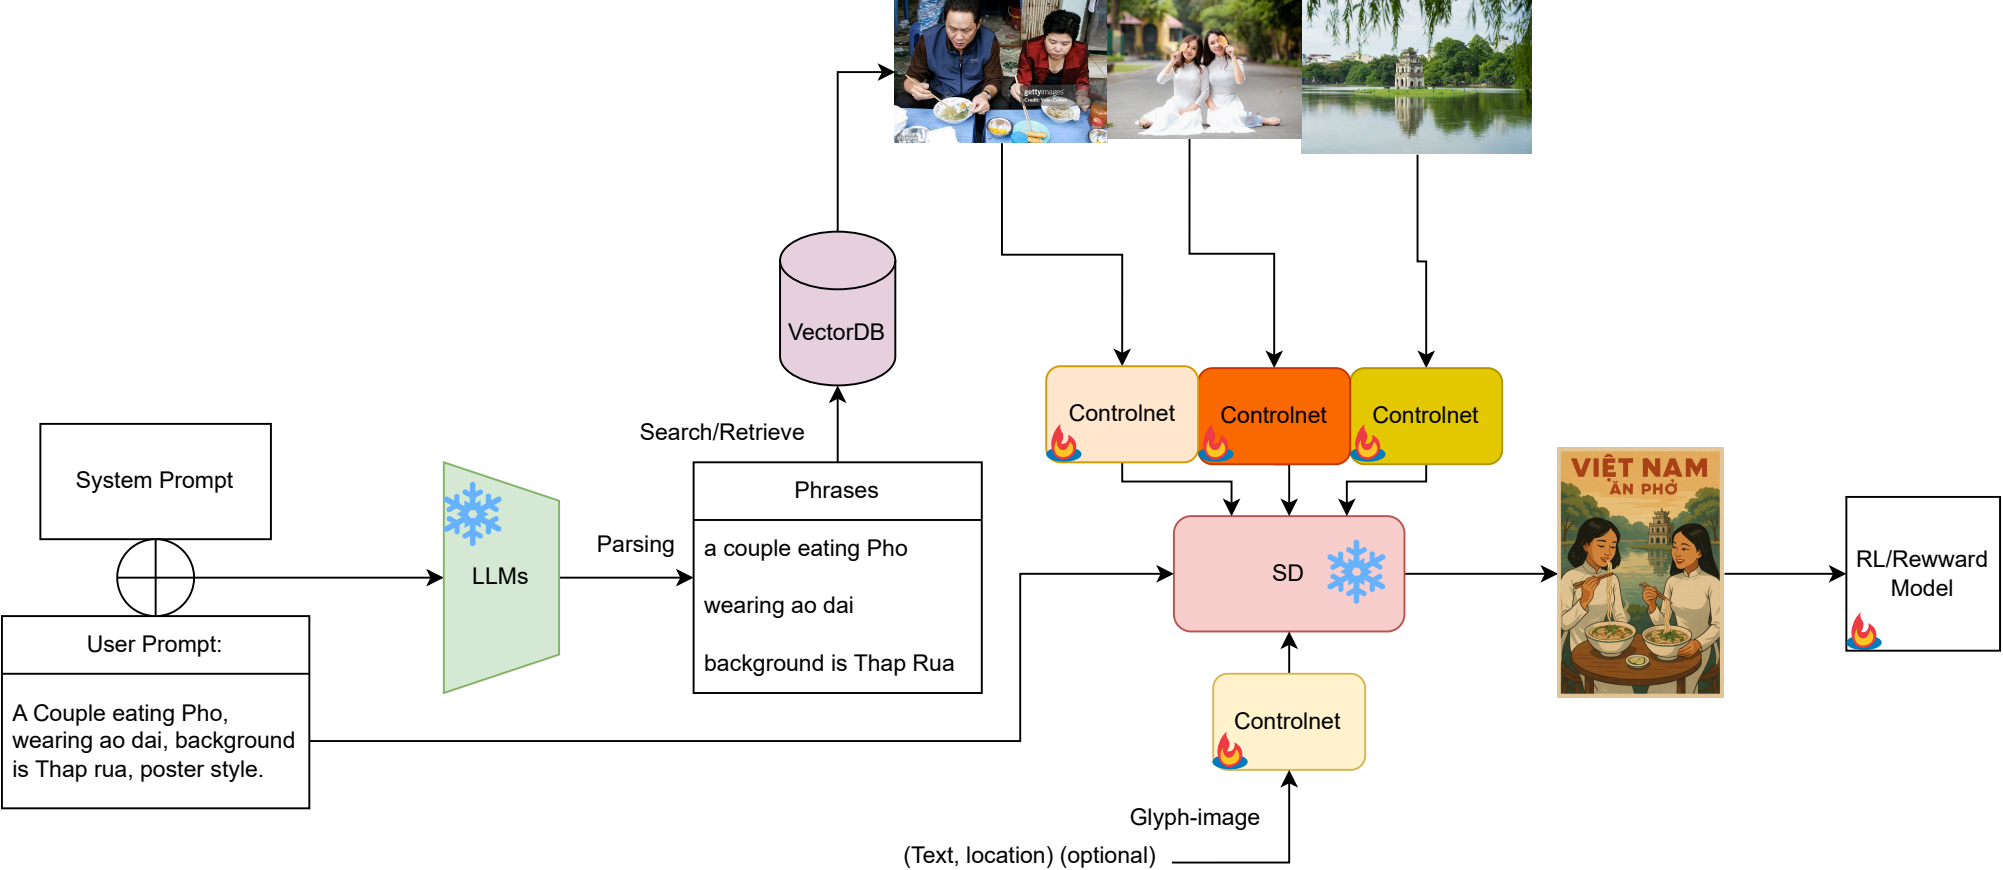 gettyimages
System Prompt
User Prompt:
A Couple eating Pho,
wearing ao dai, background
is Thap rua, poster style.
LLMs
Parsing
Phrases
a couple eating Pho
wearing ao dai
background is Thap Rua
Search/Retrieve
VectorDB
Controlnet
Controlnet
Controlnet
SD
Controlnet
Glyph-image
(Text, location) (optional)
VIỆT NAM
ĂN PHỞ
RL/Rewward
Model